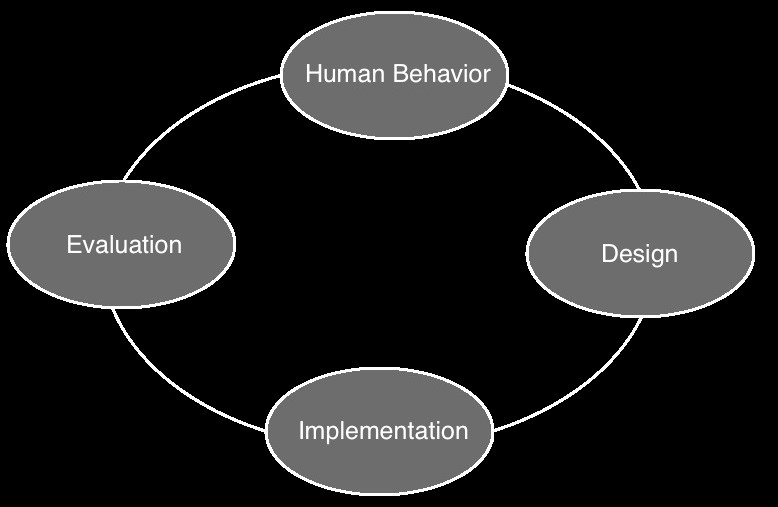 Human Behavior
Evaluation
Design
Implementation